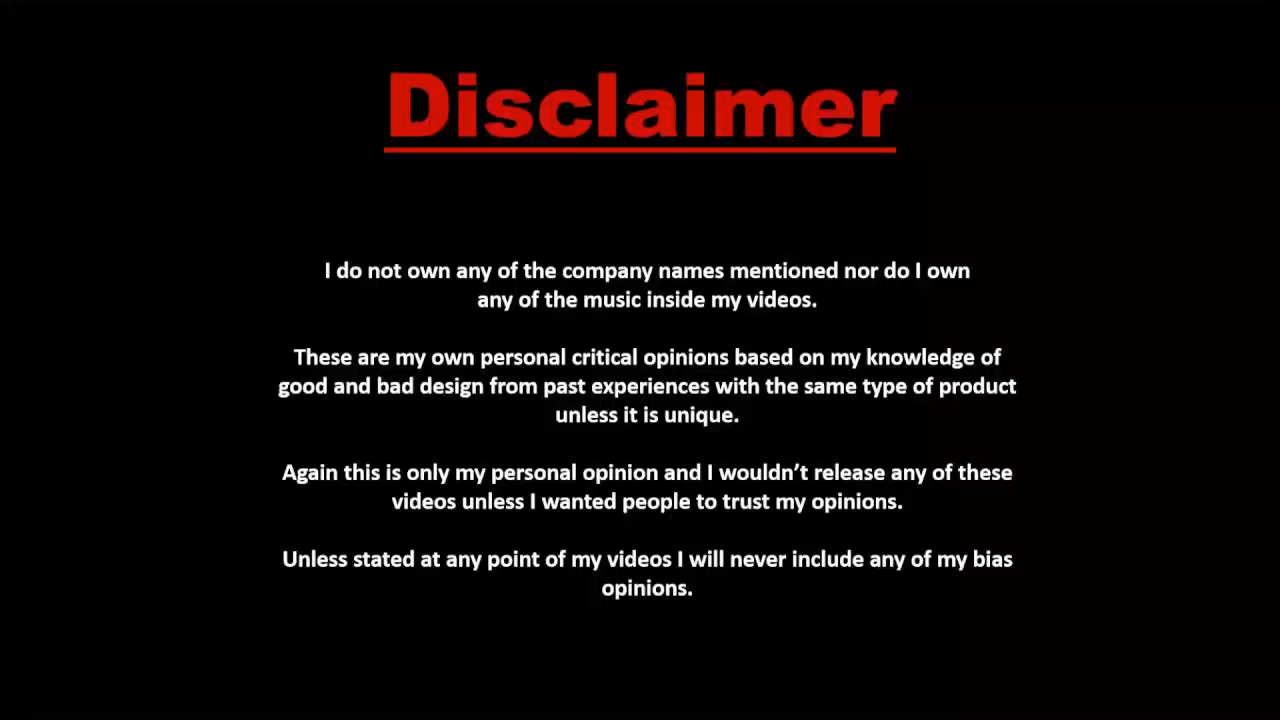 Disclaimer
I do not own any of the company names mentioned nor do I own
any of the music inside my videos.
These are my own personal critical opinions based on my knowledge of
good and bad design from past experiences with the same type of product
unless it is unique.
Again this is only my personal opinion and I wouldn’t release any of these
videos unless I wanted people to trust my opinions.
Unless stated at any point of my videos I will never include any of my bias
opinions.